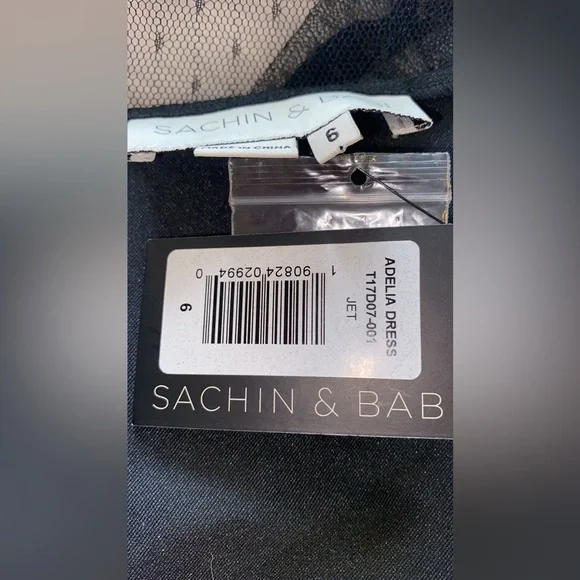 SACHIN & BAB
6
MADE IN CHINA
ADELIA DRESS
T17D07-001
JET
1 90824 02994 0
6
SACHIN & BAB